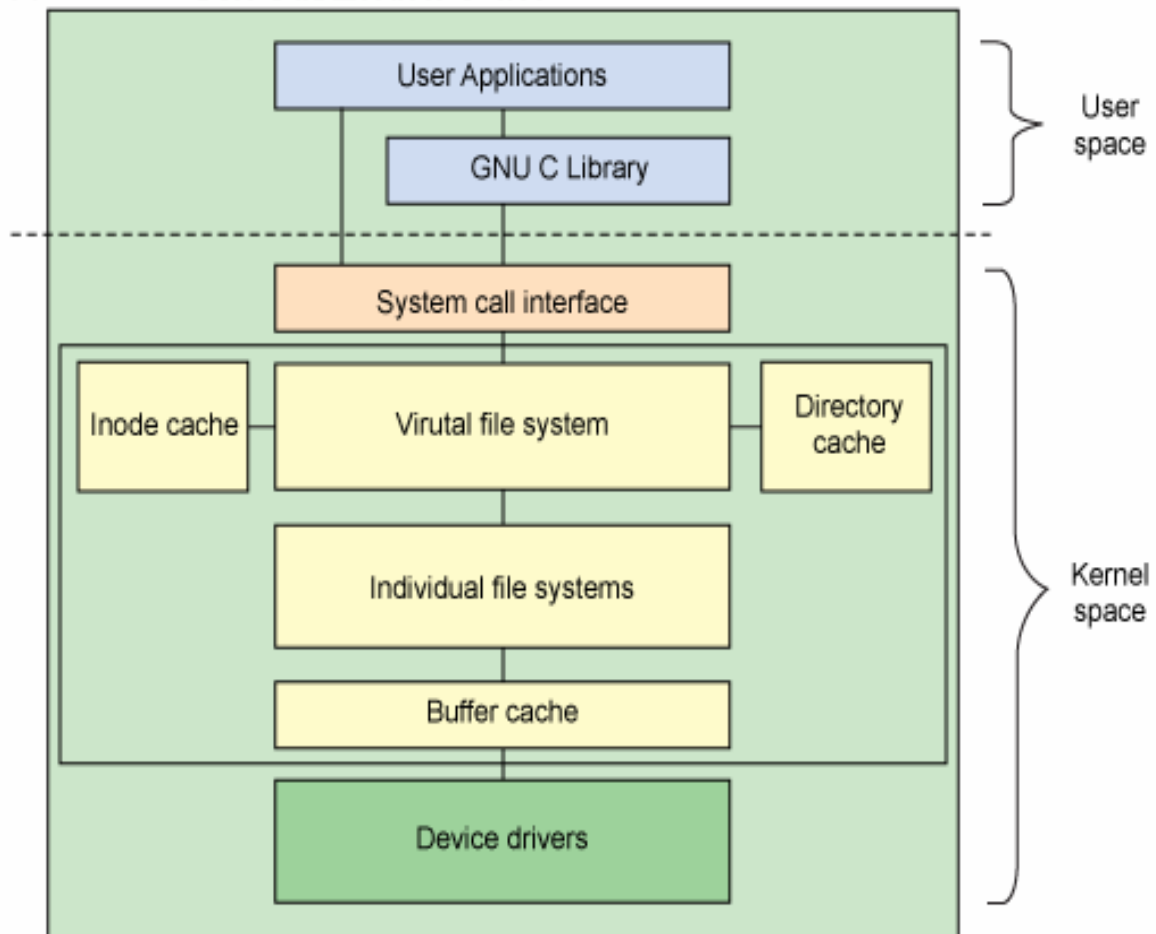 User Applications
User
space
GNU C Library
System call interface
Inode cache
Virutal file system
Directory
cache
Individual file systems
Kernel
space
Buffer cache
Device drivers